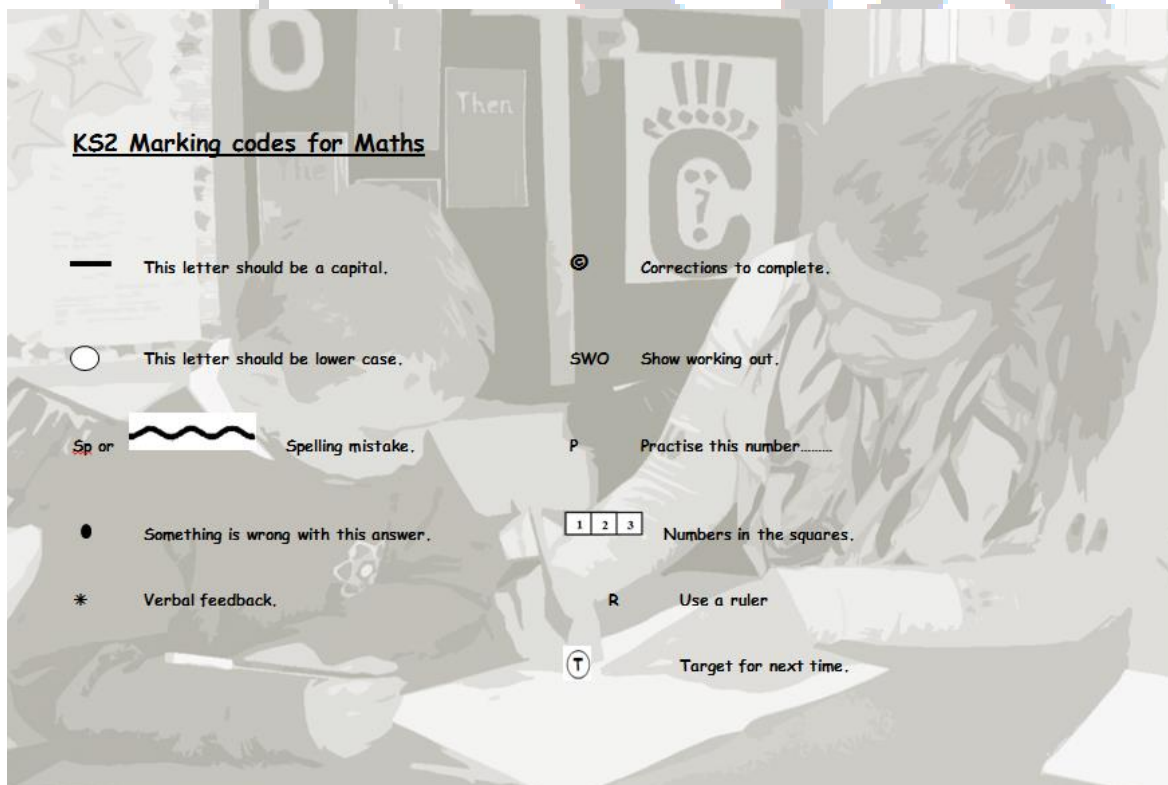 O
I
Then
The
C
?
KS2 Marking codes for Maths
This letter should be a capital.
© Corrections to complete.
This letter should be lower case.
SWO Show working out.
Sp or Spelling mistake.
P Practise this number.........
Something is wrong with this answer.
1 2 3 Numbers in the squares.
* Verbal feedback.
R Use a ruler
T Target for next time.